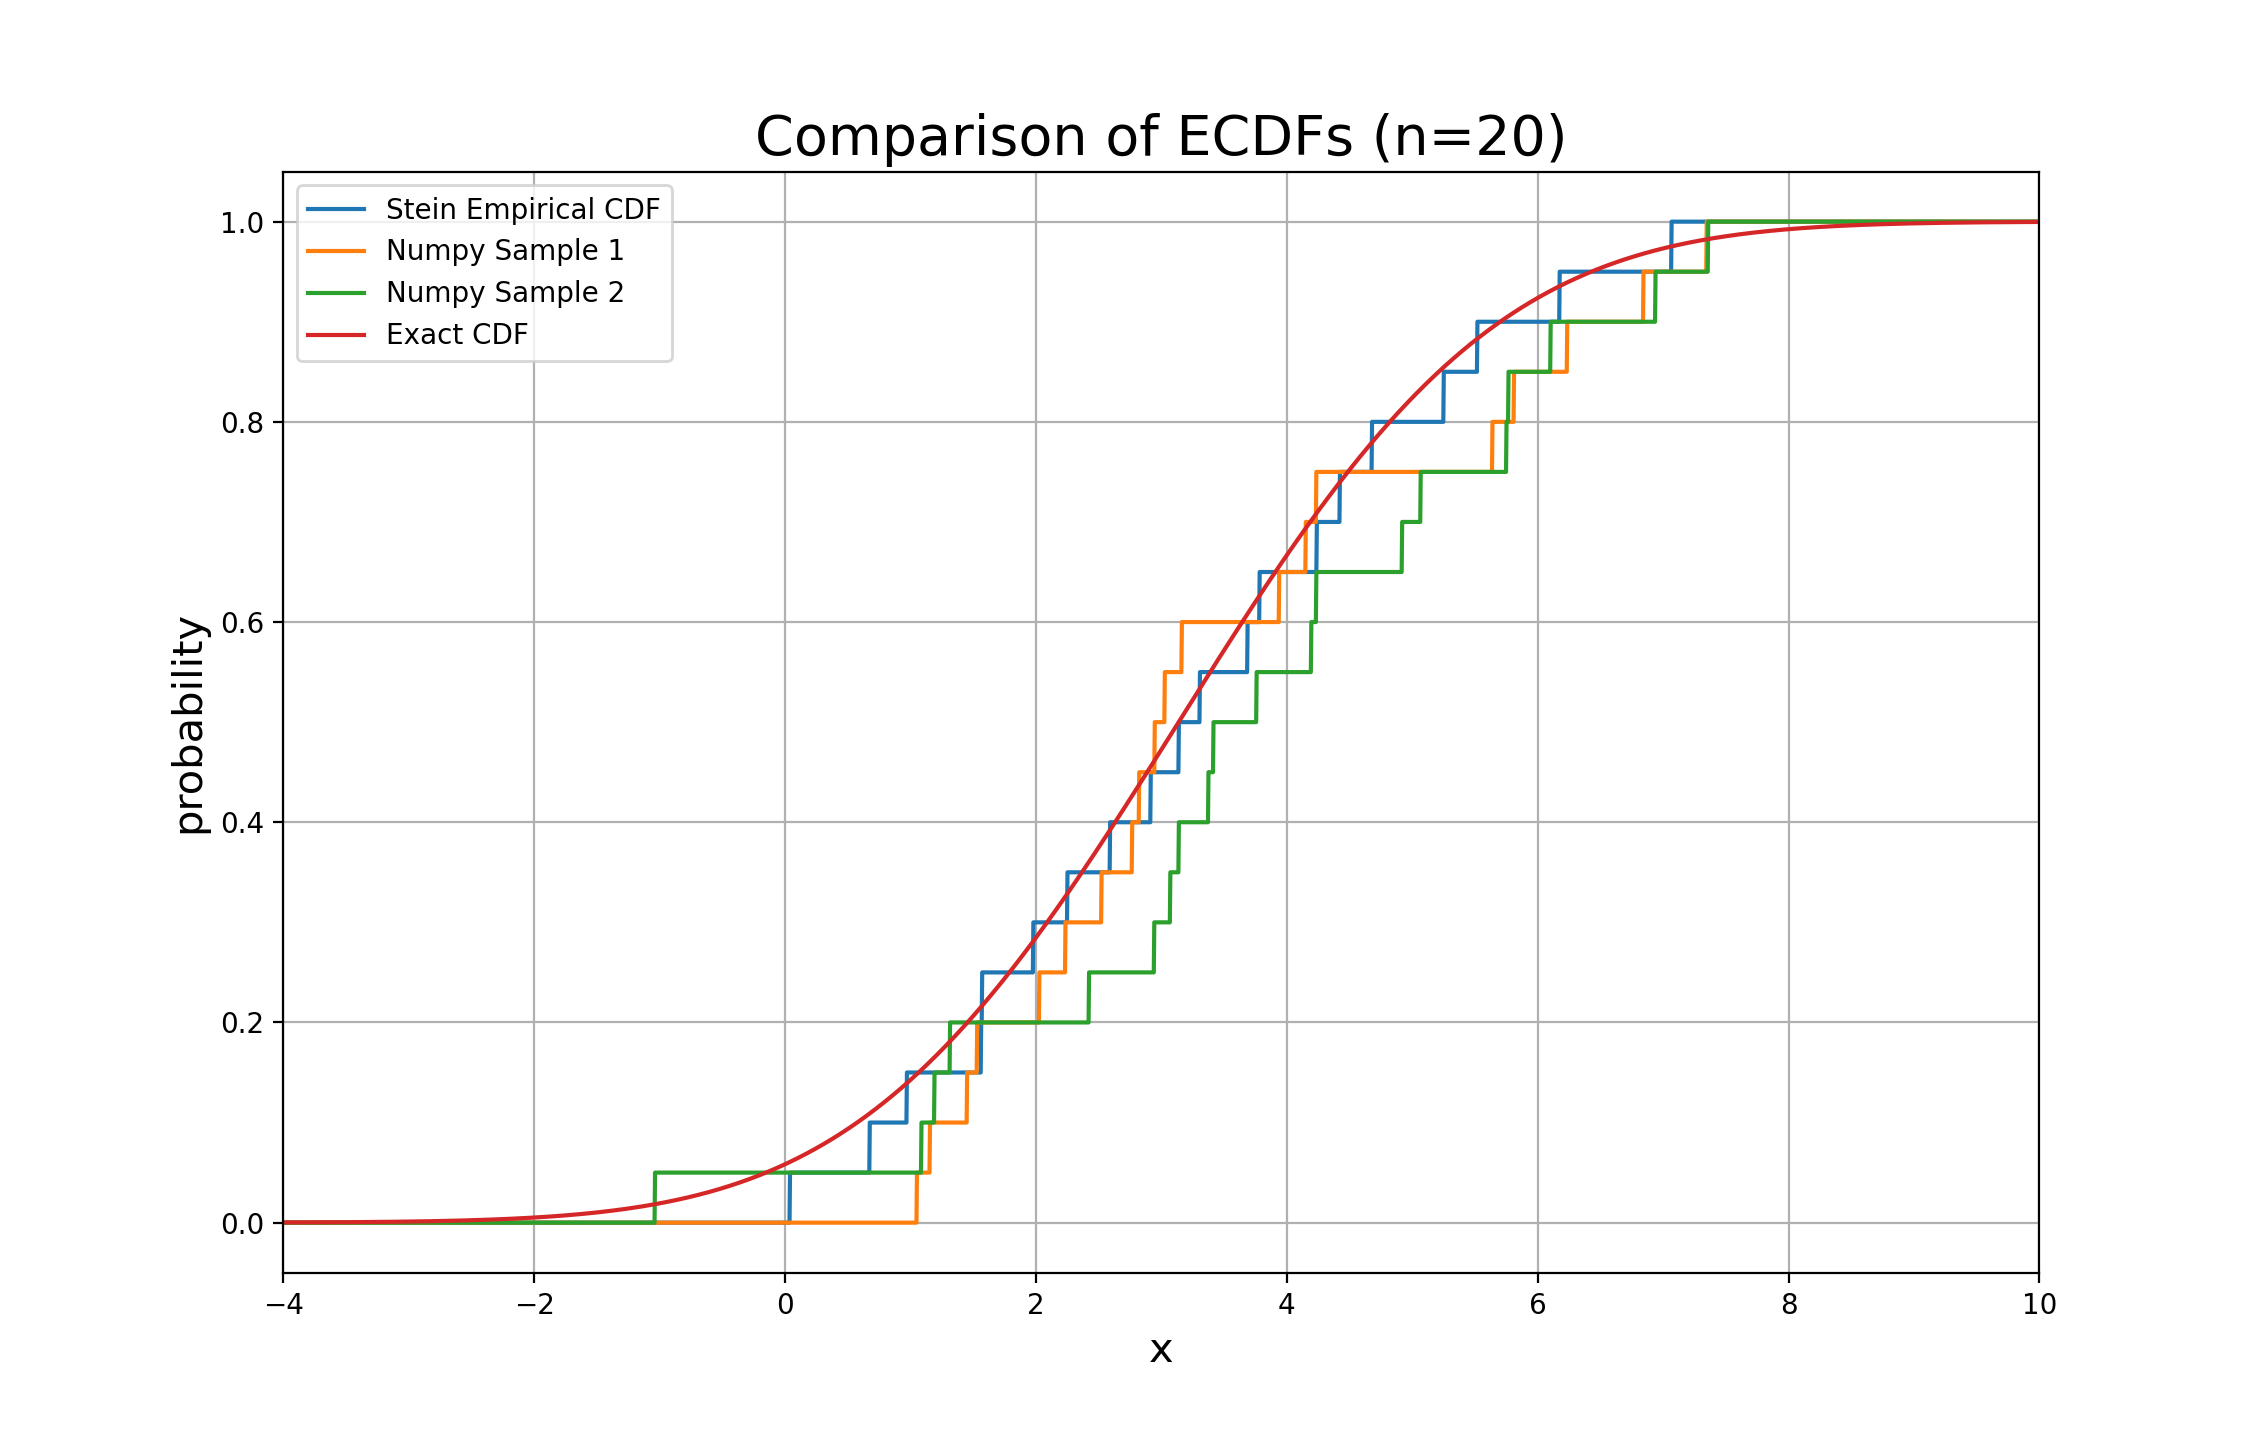 Comparison of ECDFs (n=20)
Stein Empirical CDF
Numpy Sample 1
Numpy Sample 2
Exact CDF
probability
1.0
0.8
0.6
0.4
0.2
0.0
−4 −2 0 2 4 6 8 10
x